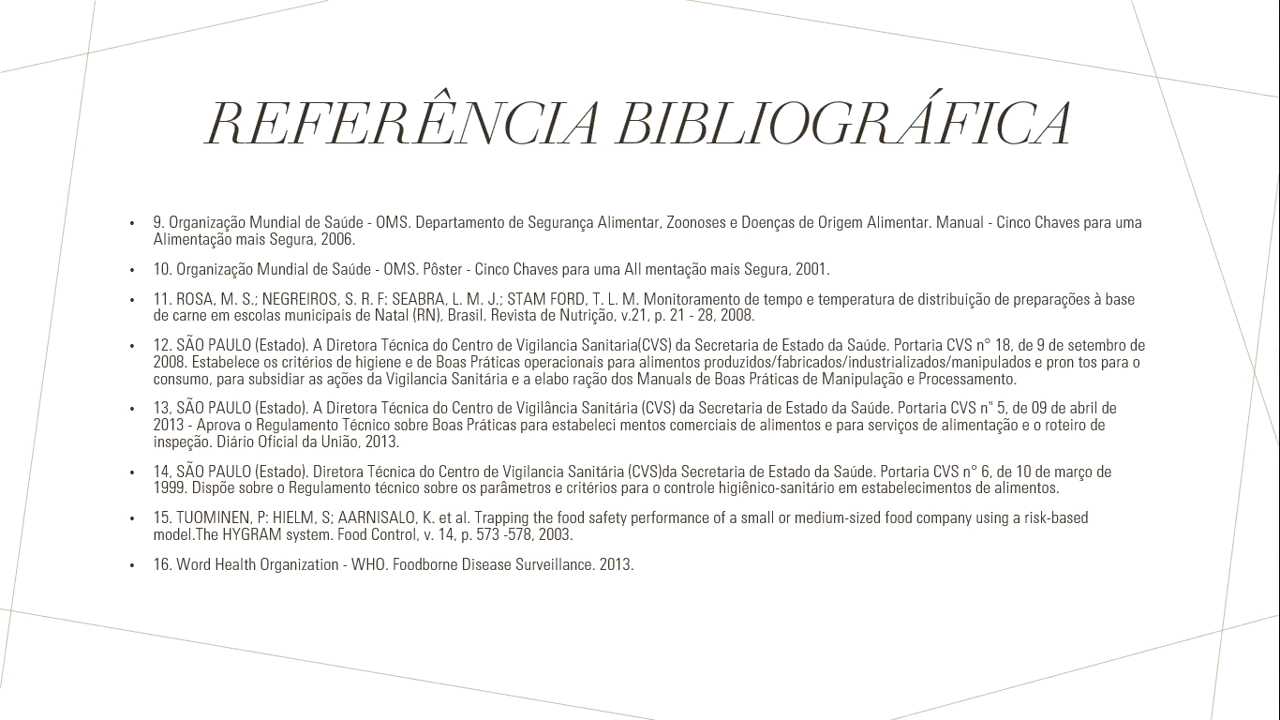 REFERÊNCIA BIBLIOGRÁFICA
• 9. Organização Mundial de Saúde - OMS. Departamento de Segurança Alimentar, Zoonoses e Doenças de Origem Alimentar. Manual - Cinco Chaves para uma
Alimentação mais Segura, 2006.
• 10. Organização Mundial de Saúde - OMS. Pôster - Cinco Chaves para uma All mentação mais Segura, 2001.
• 11. ROSA, M. S.; NEGREIROS, S. R. F: SEABRA, L. M. J.; STAM FORD, T. L. M. Monitoramento de tempo e temperatura de distribuição de preparações à base
de carne em escolas municipais de Natal (RN), Brasil. Revista de Nutrição, v.21, p. 21 - 28, 2008.
• 12. SÃO PAULO (Estado). A Diretora Técnica do Centro de Vigilancia Sanitaria(CVS) da Secretaria de Estado da Saúde. Portaria CVS n° 18, de 9 de setembro de
2008. Estabelece os critérios de higiene e de Boas Práticas operacionais para alimentos produzidos/fabricados/industrializados/manipulados e pron tos para o
consumo, para subsidiar as ações da Vigilancia Sanitária e a elabo ração dos Manuals de Boas Práticas de Manipulação e Processamento.
• 13, SÃO PAULO (Estado). A Diretora Técnica do Centro de Vigilância Sanitária (CVS) da Secretaria de Estado da Saúde. Portaria CVS n" 5, de 09 de abril de
2013 - Aprova o Regulamento Técnico sobre Boas Práticas para estabeleci mentos comerciais de alimentos e para serviços de alimentação e o roteiro de
inspeção. Diário Oficial da União, 2013.
• 14, SÃO PAULO (Estado). Diretora Técnica do Centro de Vigilancia Sanitária (CVS)da Secretaria de Estado da Saúde. Portaria CVS n° 6, de 10 de março de
1999. Dispõe sobre o Regulamento técnico sobre os parâmetros e critérios para o controle higiênico-sanitário em estabelecimentos de alimentos.
• 15. TUOMINEN, P: HIELM, S; AARNISALO, K. et al. Trapping the food safety performance of a small or medium-sized food company using a risk-based
model.The HYGRAM system. Food Control, v. 14, p. 573 -578, 2003.
• 16. Word Health Organization - WHO. Foodborne Disease Surveillance. 2013.